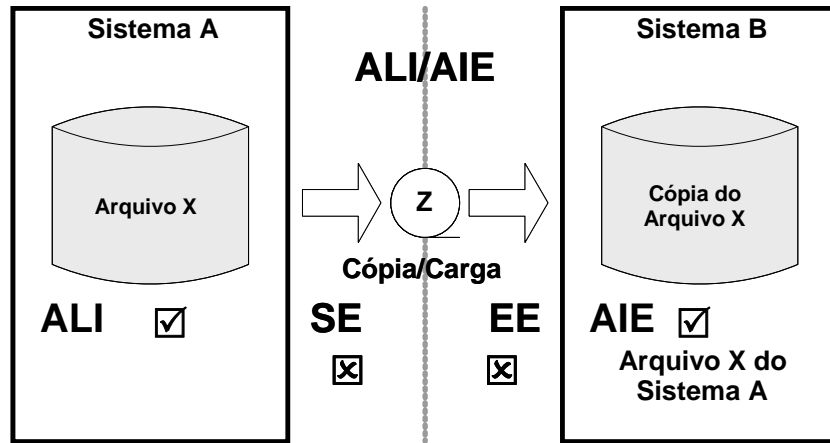 Sistema A
ALI/AIE
Sistema B
Arquivo X
Z
Cópia do
Arquivo X
Cópia/Carga
ALI
SE
EE
AIE
Arquivo X do
Sistema A